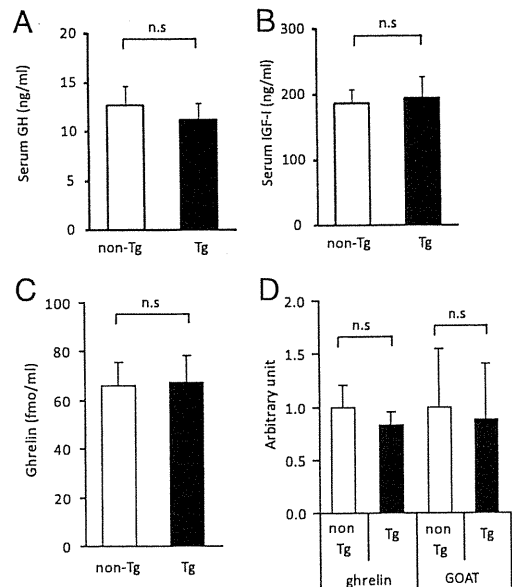 A
n.s
Serum GH (ng/ml)
20
15
10
5
0
non-Tg Tg
B
n.s
Serum IGF-I (ng/ml)
300
200
100
0
non-Tg Tg
C
n.s
Ghrelin (fmo/ml)
100
80
60
40
20
0
non-Tg Tg
D
n.s n.s
Arbitrary unit
2.0
1.5
1.0
0.5
0.0
non Tg Tg non Tg Tg
ghrelin GOAT